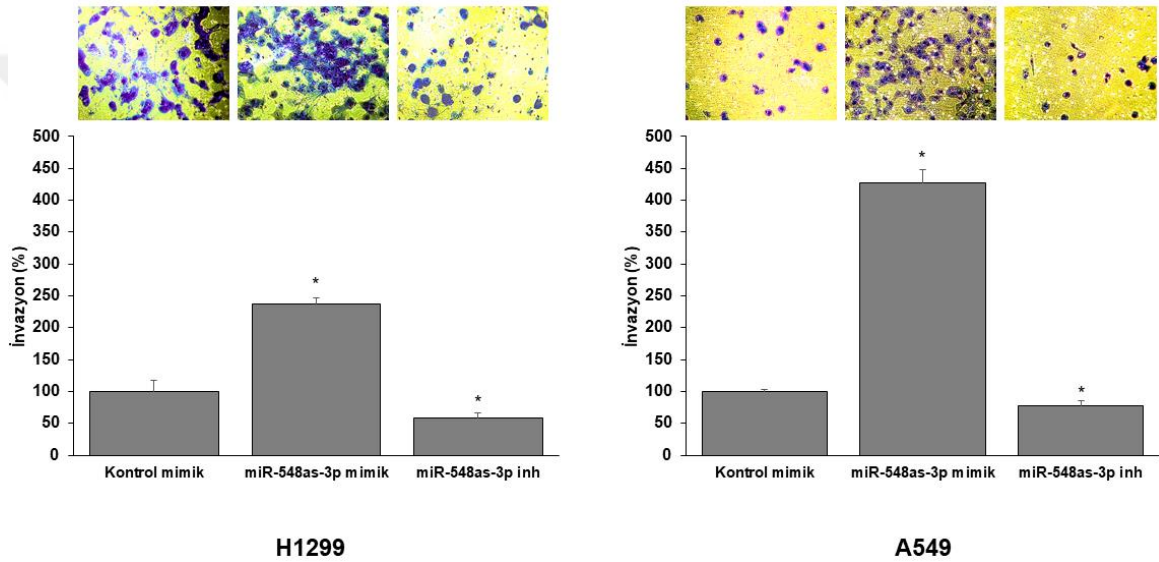 500
450
400
350
300
250
200
150
100
50
0
İnvazyon (%)
*
*
Kontrol mimik
miR-548as-3p mimik
miR-548as-3p inh
H1299
500
450
400
350
300
250
200
150
100
50
0
İnvazyon (%)
*
*
Kontrol mimik
miR-548as-3p mimik
miR-548as-3p inh
A549